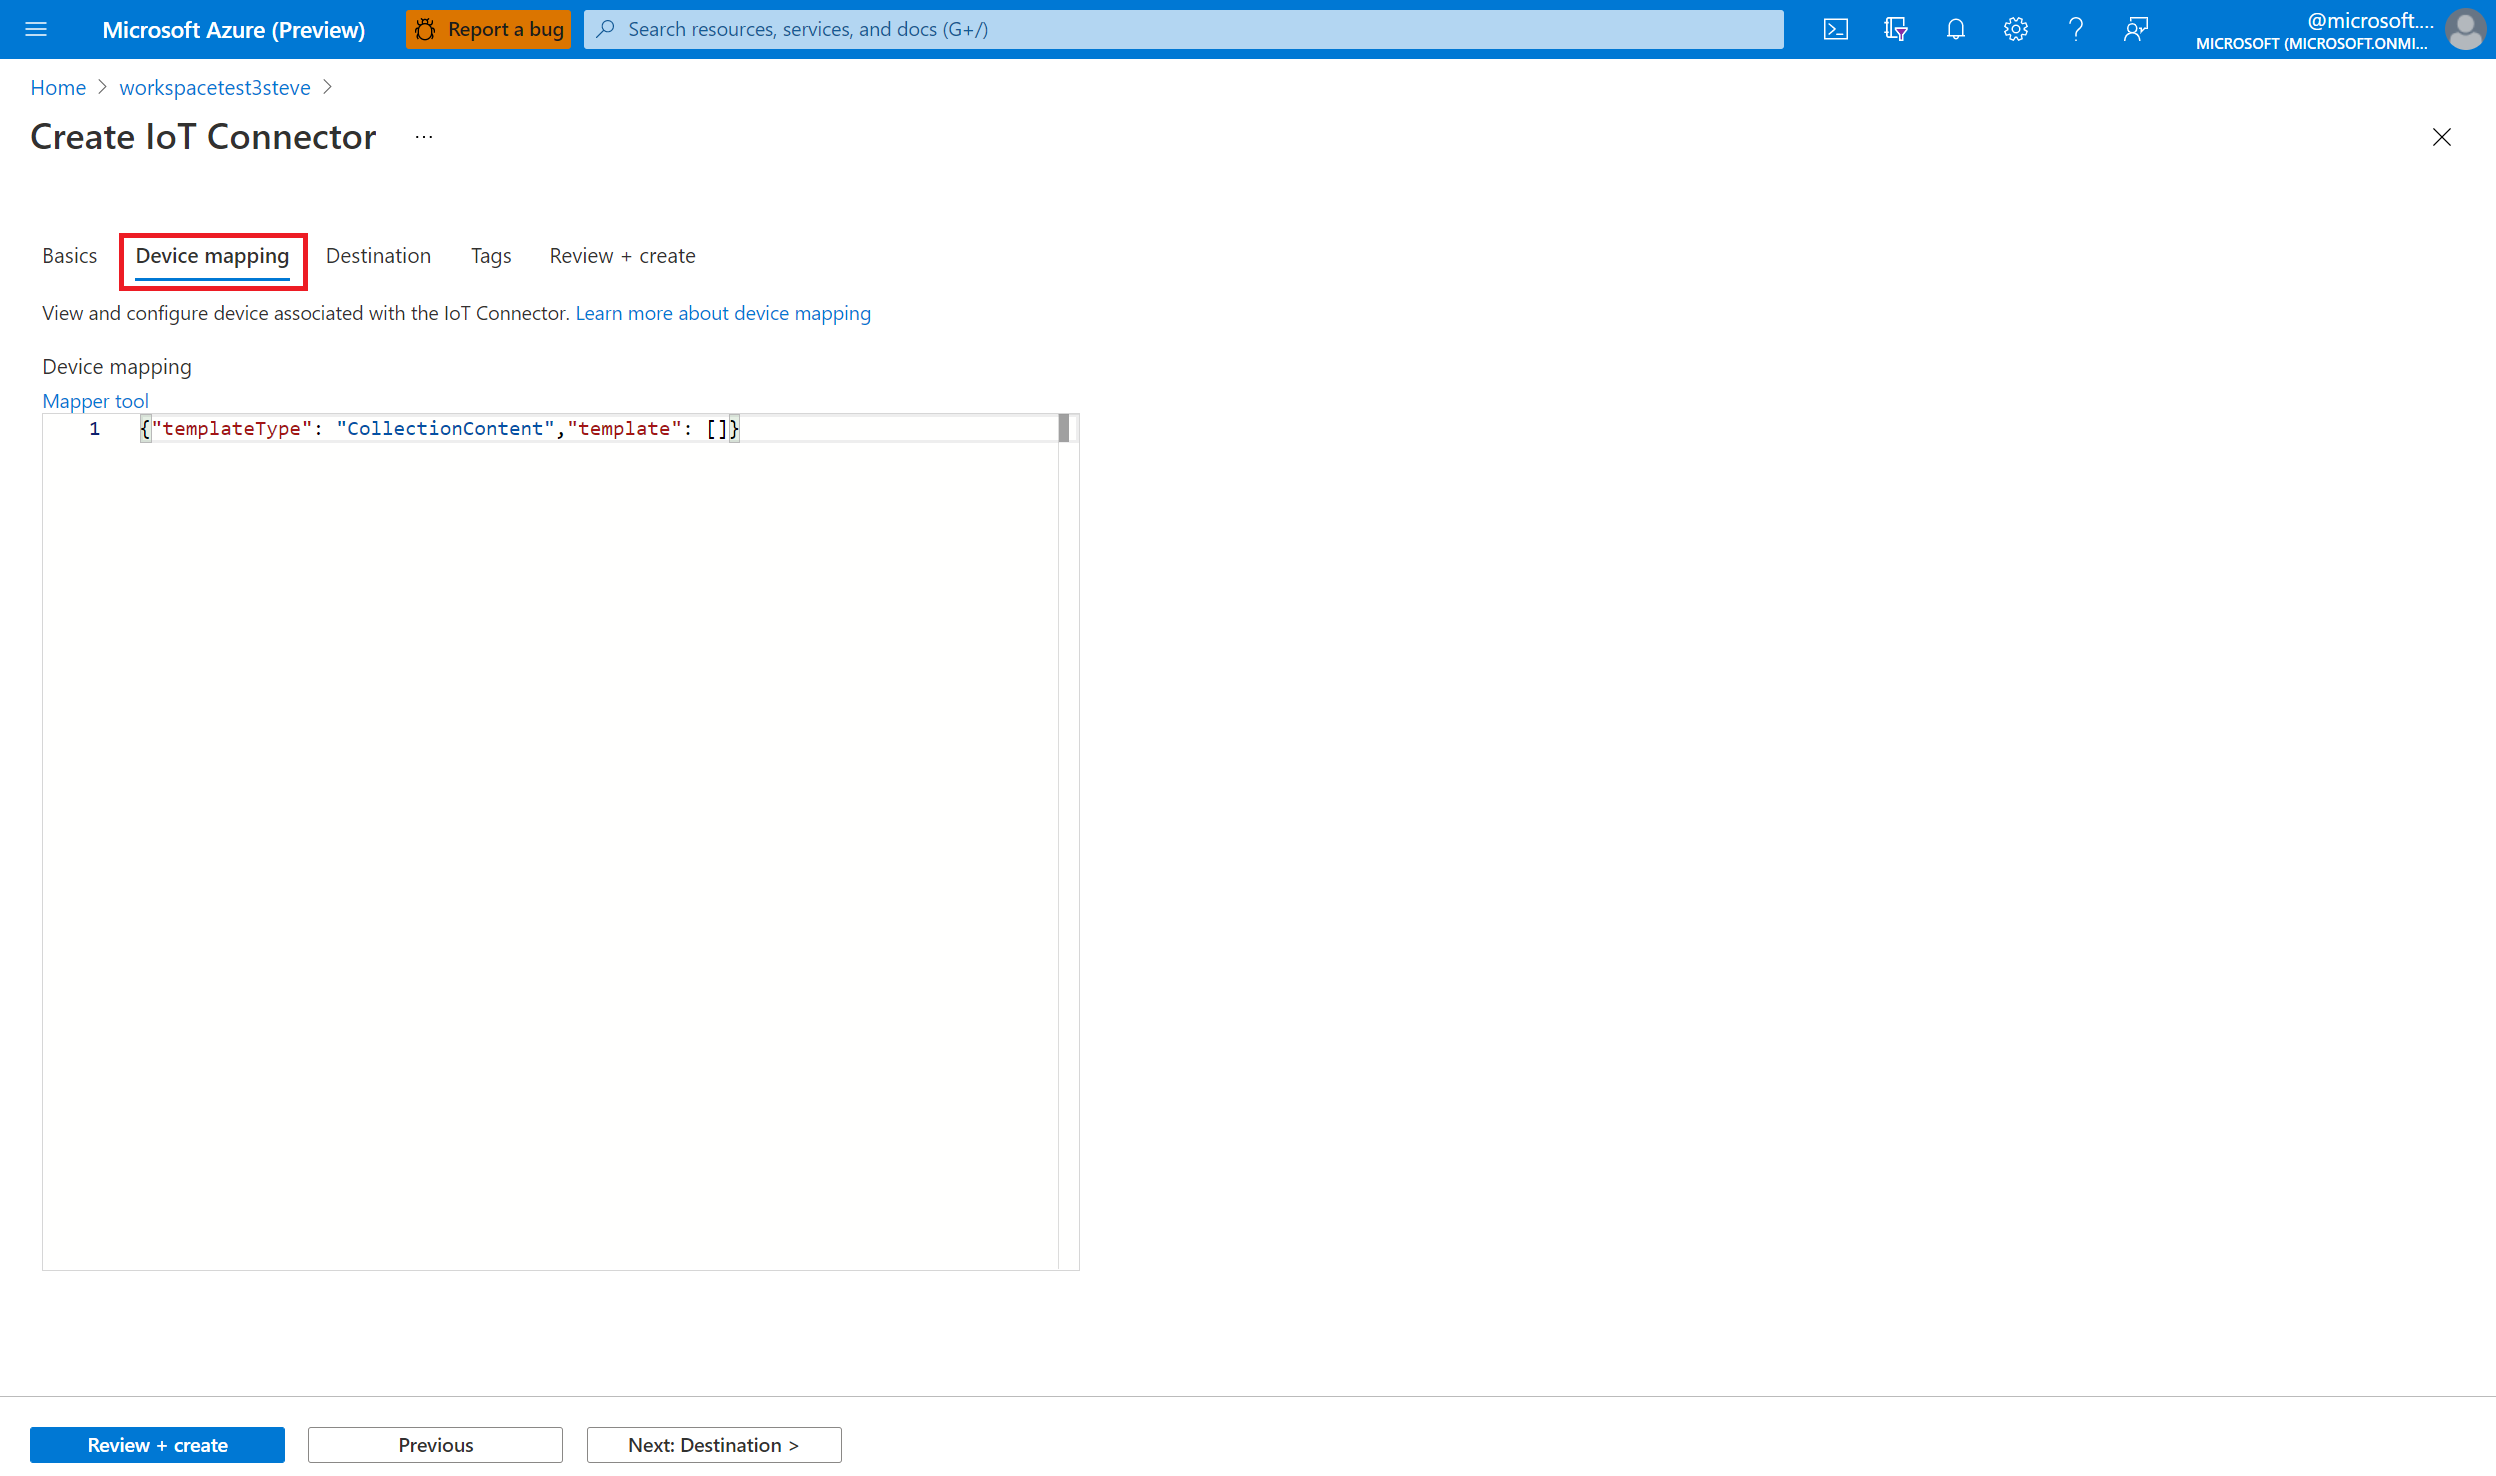 Microsoft Azure (Preview) Report a bug Search resources, services, and docs (G+/) @microsoft....
MICROSOFT (MICROSOFT.ONMI...
Home > workspacetest3steve >
Create IoT Connector ...
Basics Device mapping Destination Tags Review + create
View and configure device associated with the IoT Connector. Learn more about device mapping
Device mapping
Mapper tool
1 {"templateType": "CollectionContent","template": []}
Review + create Previous Next: Destination >